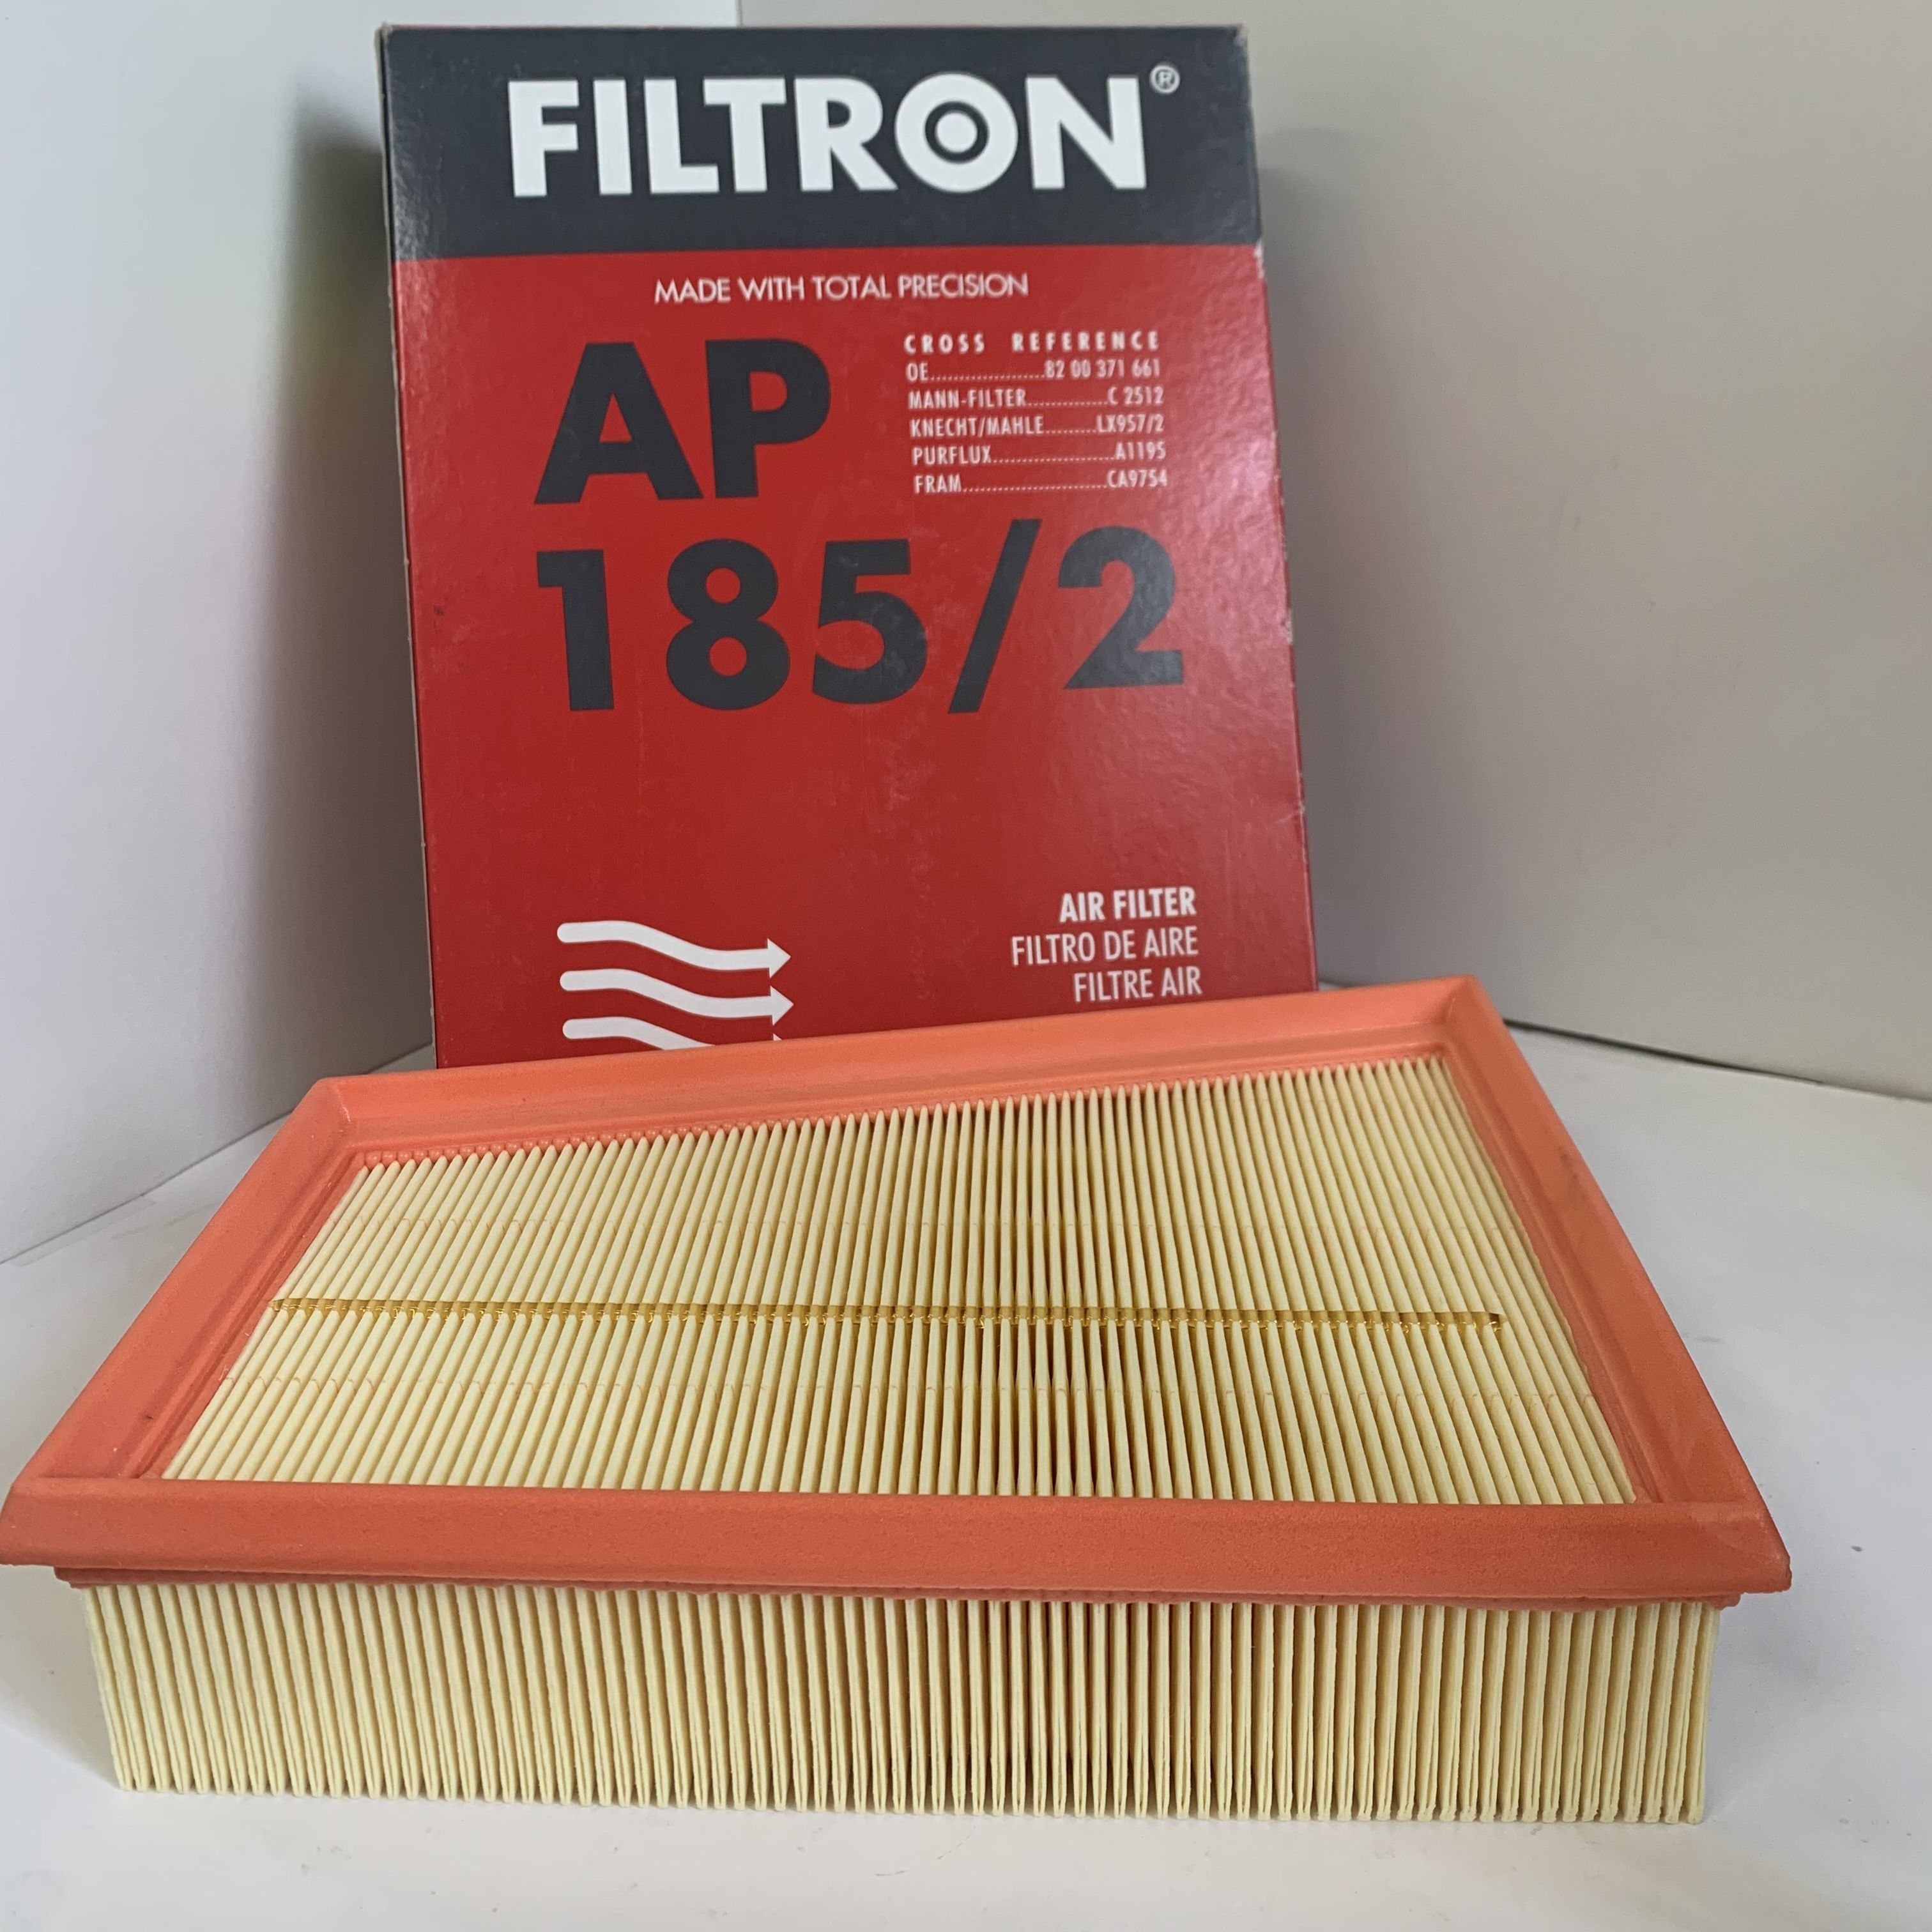 FILTRON®
MADE WITH TOTAL PRECISION
AP
185/2
CROSS REFERENCE
OE....................82 00 371 661
MANN-FILTER..............C 2512
KNECHT/MAHLE.........LX957/2
PURFLUX.....................A1195
FRAM.........................CA9754
AIR FILTER
FILTRO DE AIRE
FILTRE AIR